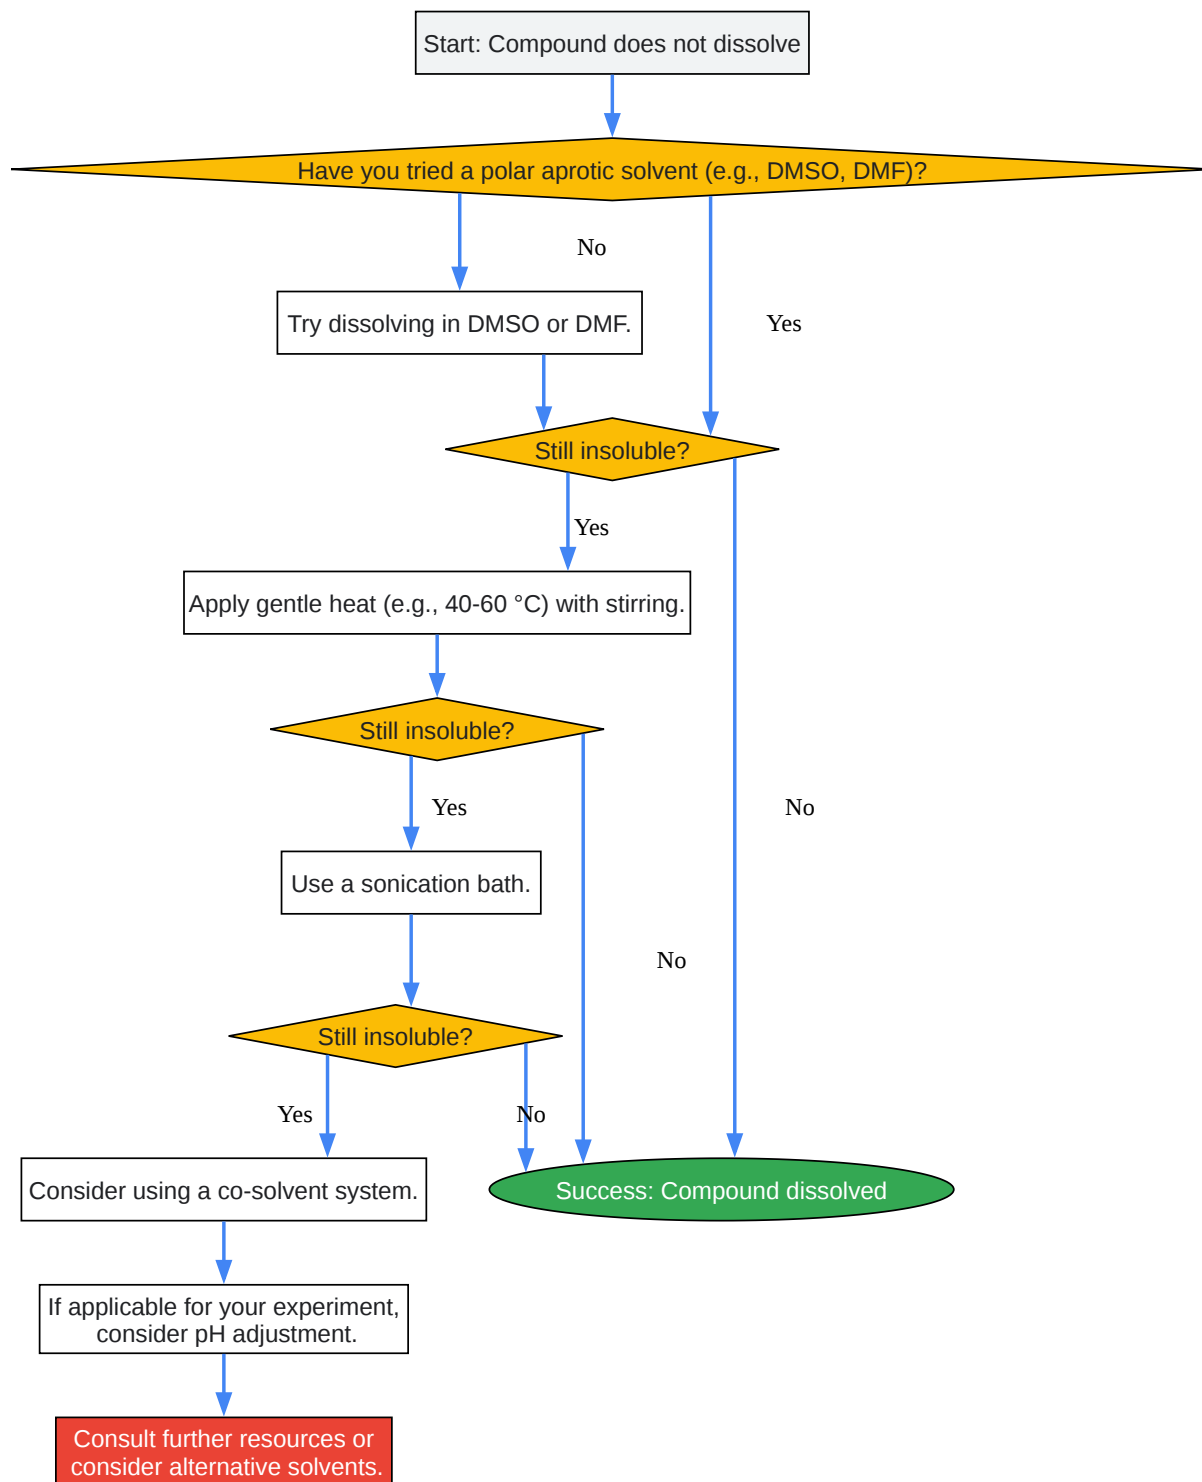 Start: Compound does not dissolve
Have you tried a polar aprotic solvent (e.g., DMSO, DMF)?
No
Try dissolving in DMSO or DMF.
Yes
Still insoluble?
Yes
Apply gentle heat (e.g., 40-60 °C) with stirring.
Still insoluble?
Yes
No
Use a sonication bath.
No
Still insoluble?
Yes
No
Consider using a co-solvent system.
Success: Compound dissolved
If applicable for your experiment,
consider pH adjustment.
Consult further resources or
consider alternative solvents.